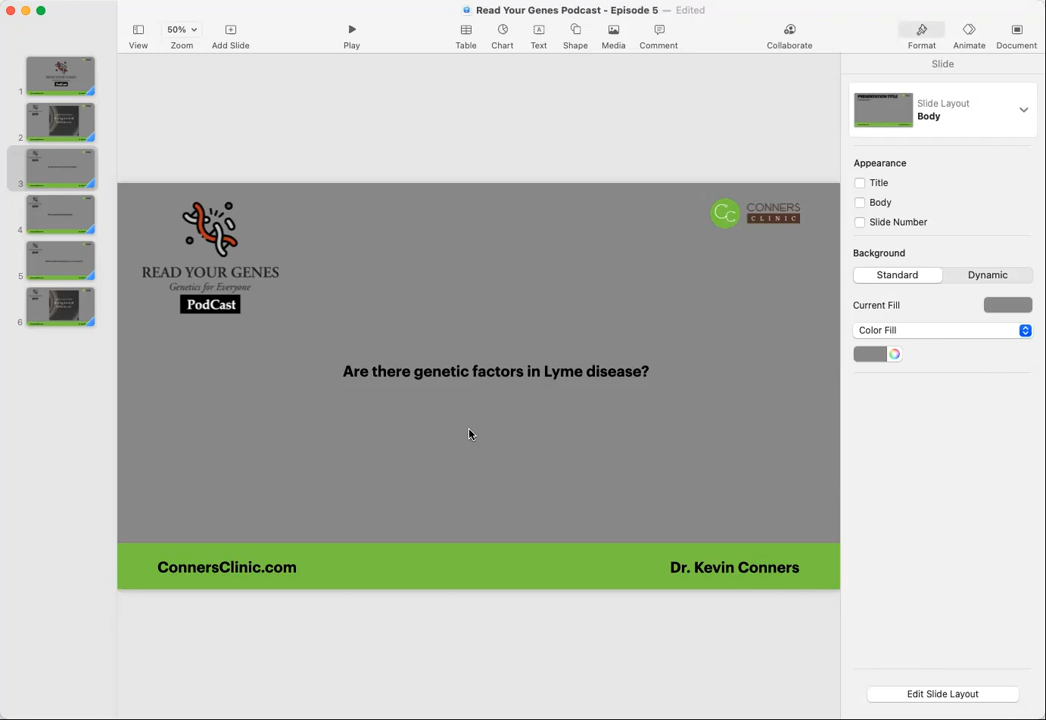 Read Your Genes Podcast - Episode 5 — Edited
50%
View Zoom Add Slide Play Table Chart Text Shape Media Comment Collaborate Format Animate Document
Slide
1
2
3
4
5
6
READ YOUR GENES
Genetics for Everyone
PodCast
CC CONNERS
CLINIC
Are there genetic factors in Lyme disease?
ConnersClinic.com
Dr. Kevin Conners
PRESENTATION TITLE
Slide Layout
Body
Appearance
Title
Body
Slide Number
Background
Standard Dynamic
Current Fill
Color Fill
Edit Slide Layout